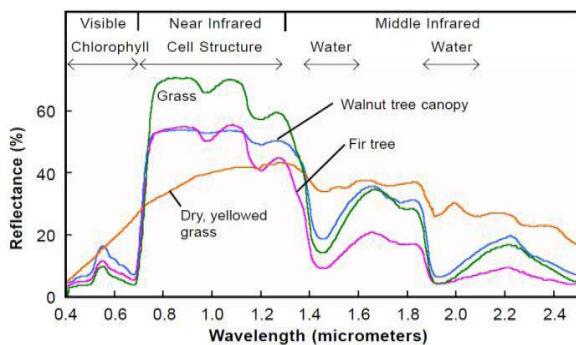 Visible Near Infrared Middle Infrared
Chlorophyll Cell Structure Water Water
Grass
Walnut tree canopy
Fir tree
Dry, yellowed
grass
Reflectance (%)
60
40
20
0
0.4 0.6 0.8 1.0 1.2 1.4 1.6 1.8 2.0 2.2 2.4
Wavelength (micrometers)